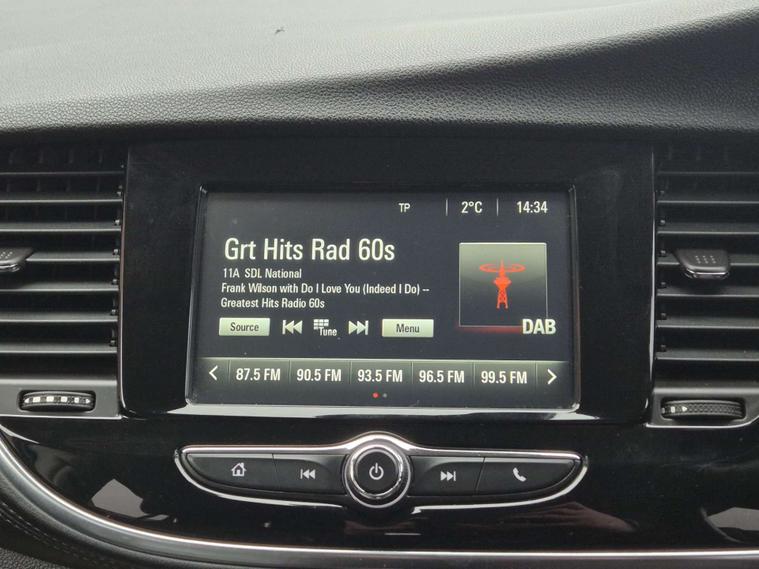 TP 2°C 14:34
Grt Hits Rad 60s
11A SDL National
Frank Wilson with Do I Love You (Indeed I Do) --
Greatest Hits Radio 60s
DAB
Source Tune Menu
87.5 FM 90.5 FM 93.5 FM 96.5 FM 99.5 FM